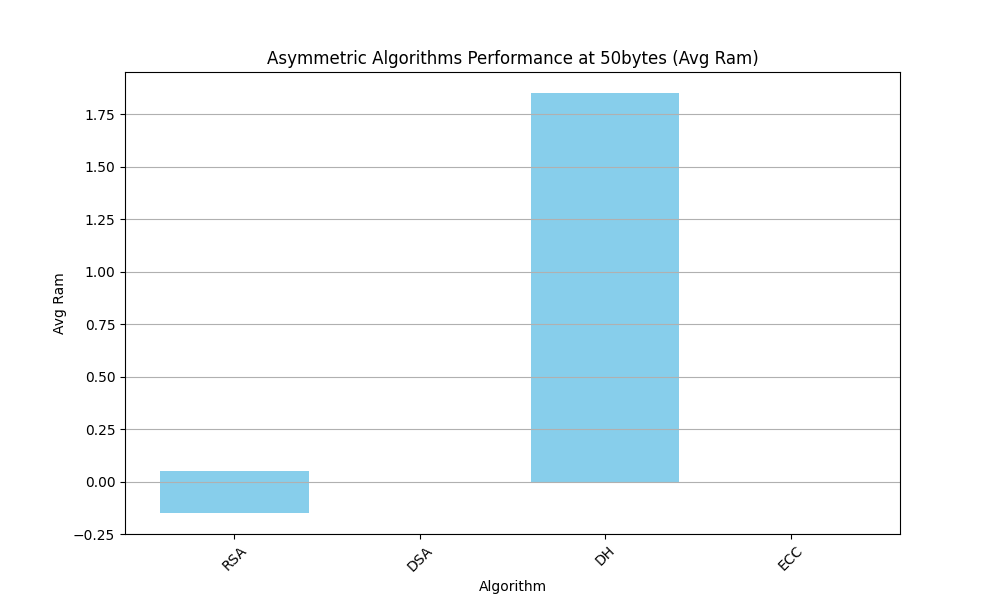 Asymmetric Algorithms Performance at 50bytes (Avg Ram)
1.75
1.50
1.25
1.00
0.75
0.50
0.25
0.00
−0.25
Avg Ram
RSA
DSA
DH
ECC
Algorithm